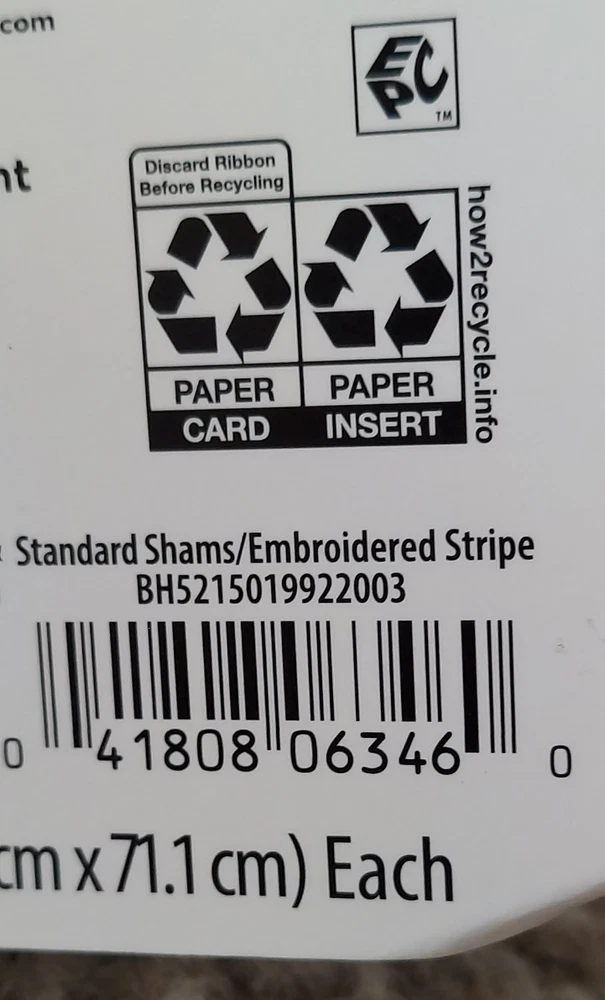 com
EPC
TM
nt
Discard Ribbon
Before Recycling
PAPER
CARD
PAPER
INSERT
how2recycle.info
Standard Shams/Embroidered Stripe
BH5215019922003
0 41808 06346 0
cm x 71.1 cm) Each